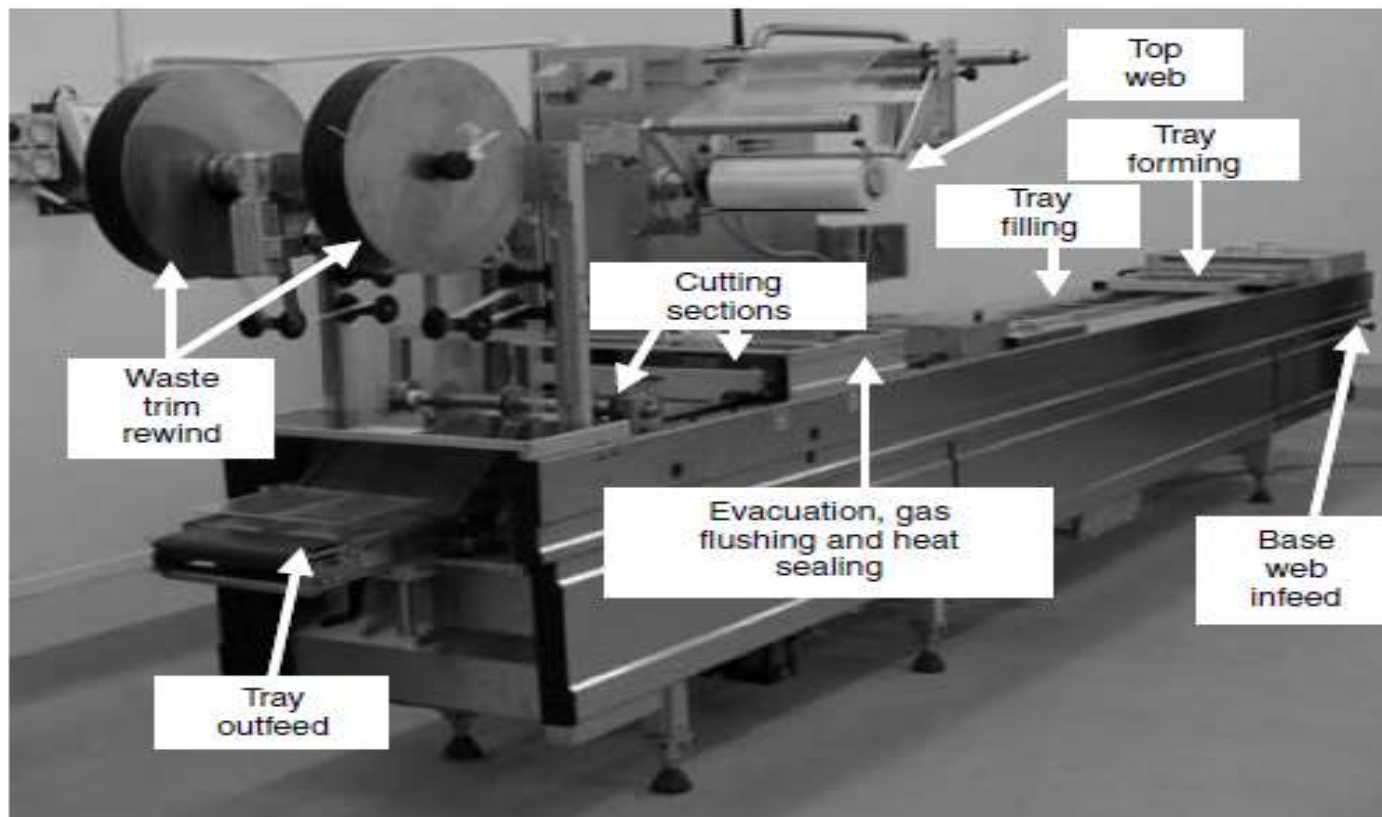 Top
web
Tray
forming
Tray
filling
Cutting
sections
Waste
trim
rewind
Evacuation, gas
flushing and heat
sealing
Base
web
infeed
Tray
outfeed